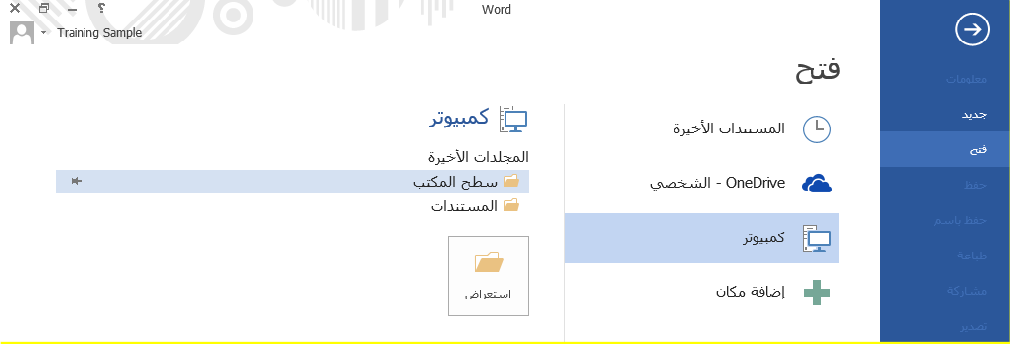 Word
Training Sample
معلومات
جديد
فتح
حفظ
حفظ باسم
طباعة
مشاركة
تصدير
فتح
المستندات الأخيرة
OneDrive - الشخصي
كمبيوتر
إضافة مكان
كمبيوتر
المجلدات الأخيرة
سطح المكتب
المستندات
استعراض